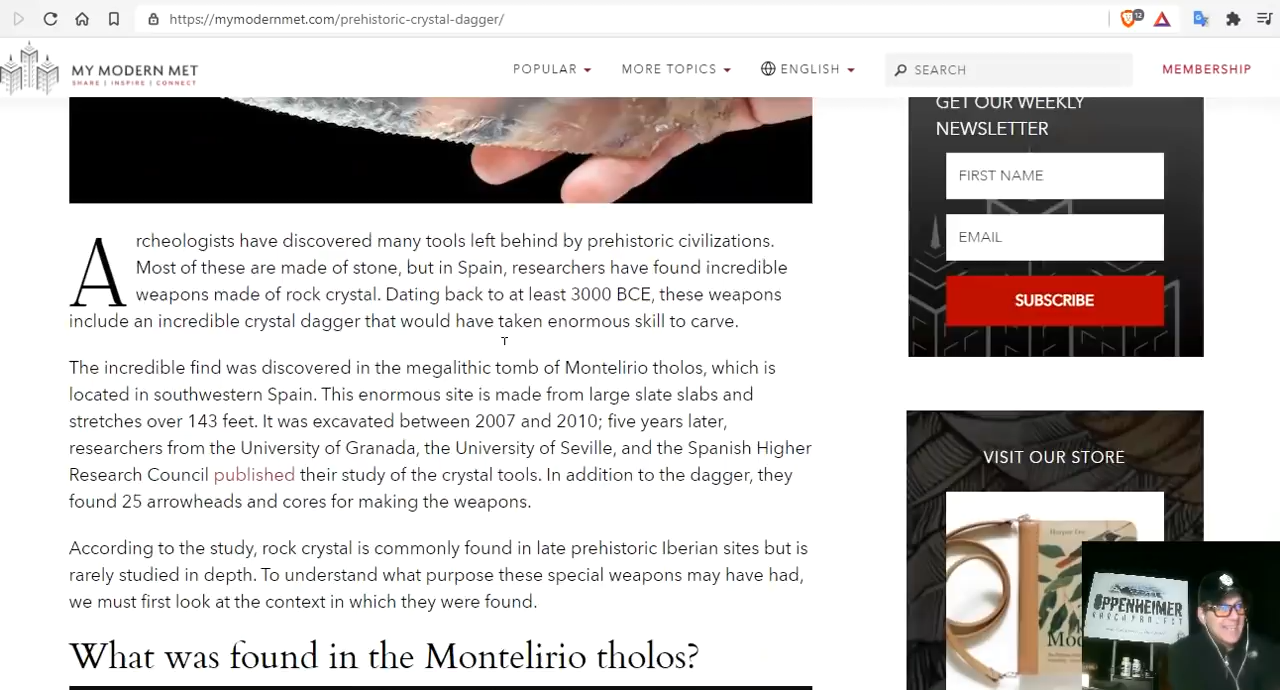 https://mymodernmet.com/prehistoric-crystal-dagger/
12
MY MODERN MET
SHARE | INSPIRE | CONNECT
POPULAR
MORE TOPICS
ENGLISH
SEARCH
MEMBERSHIP
Archeologists have discovered many tools left behind by prehistoric civilizations.
Most of these are made of stone, but in Spain, researchers have found incredible
weapons made of rock crystal. Dating back to at least 3000 BCE, these weapons
include an incredible crystal dagger that would have taken enormous skill to carve.
The incredible find was discovered in the megalithic tomb of Montelirio tholos, which is
located in southwestern Spain. This enormous site is made from large slate slabs and
stretches over 143 feet. It was excavated between 2007 and 2010; five years later,
researchers from the University of Granada, the University of Seville, and the Spanish Higher
Research Council published their study of the crystal tools. In addition to the dagger, they
found 25 arrowheads and cores for making the weapons.
According to the study, rock crystal is commonly found in late prehistoric Iberian sites but is
rarely studied in depth. To understand what purpose these special weapons may have had,
we must first look at the context in which they were found.
What was found in the Montelirio tholos?
GET OUR WEEKLY
NEWSLETTER
FIRST NAME
EMAIL
SUBSCRIBE
VISIT OUR STORE
OPPENHEIMER